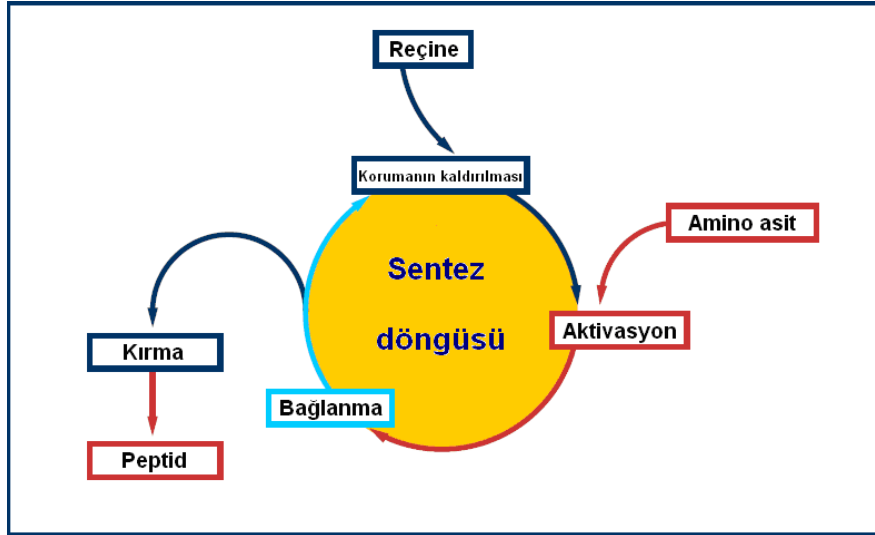 Reçine
Korumanın kaldırılması
Amino asit
Sentez
döngüsü
Aktivasyon
Kırma
Bağlanma
Peptid